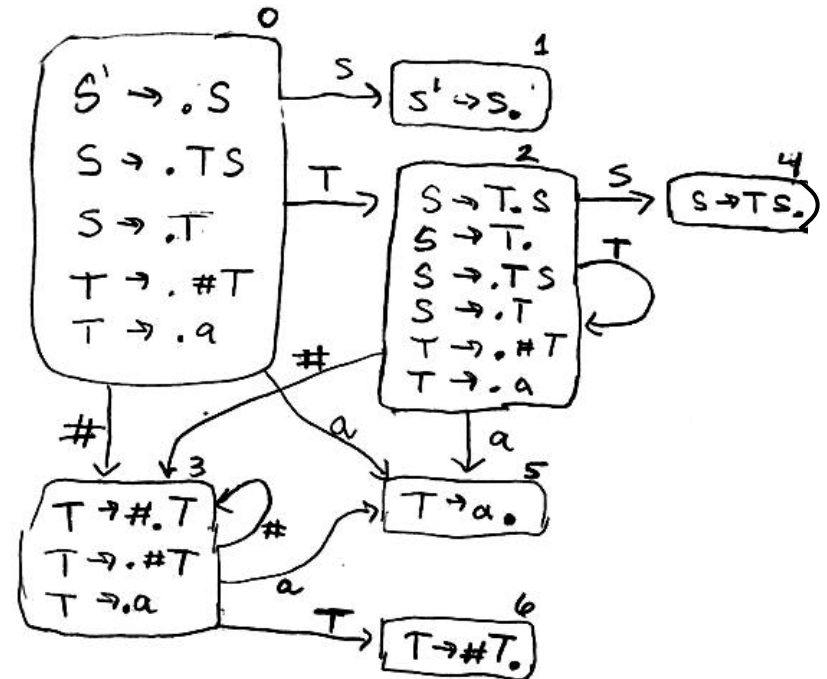 0
S' → .S
S → .TS
S → .T
T → .#T
T → .a
S
1
S' → S.
T
2
S → T.S
S → T.
S → .TS
S → .T
T → .#T
T → .a
S
4
S → TS.
T
#
#
a
a
3
T → #.T
T → .#T
T → .a
#
a
5
T → a.
T
6
T → #T.